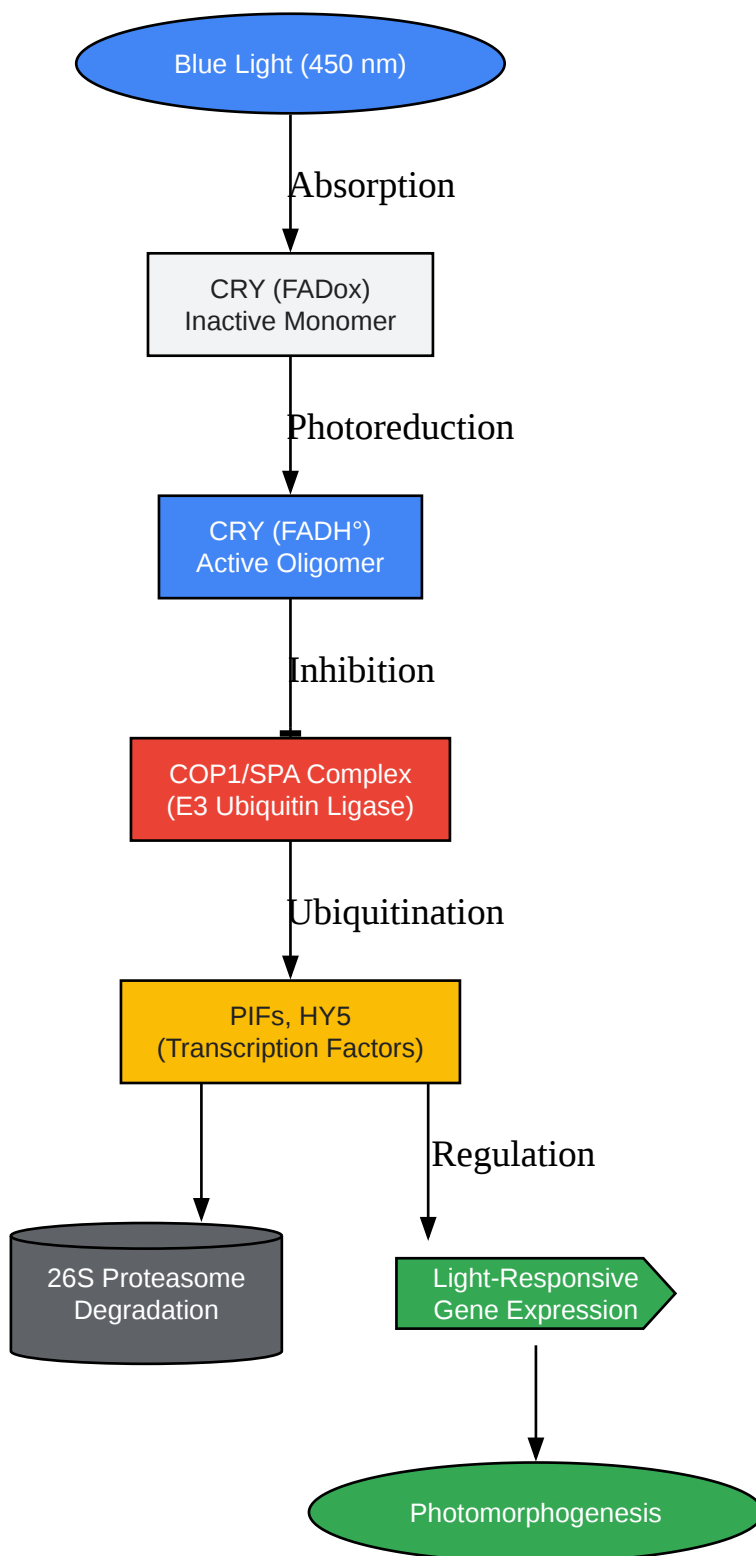 Blue Light (450 nm)
Absorption
CRY (FADox)
Inactive Monomer
Photoreduction
CRY (FADH°)
Active Oligomer
Inhibition
COP1/SPA Complex
(E3 Ubiquitin Ligase)
Ubiquitination
PIFs, HY5
(Transcription Factors)
Regulation
26S Proteasome
Degradation
Light-Responsive
Gene Expression
Photomorphogenesis